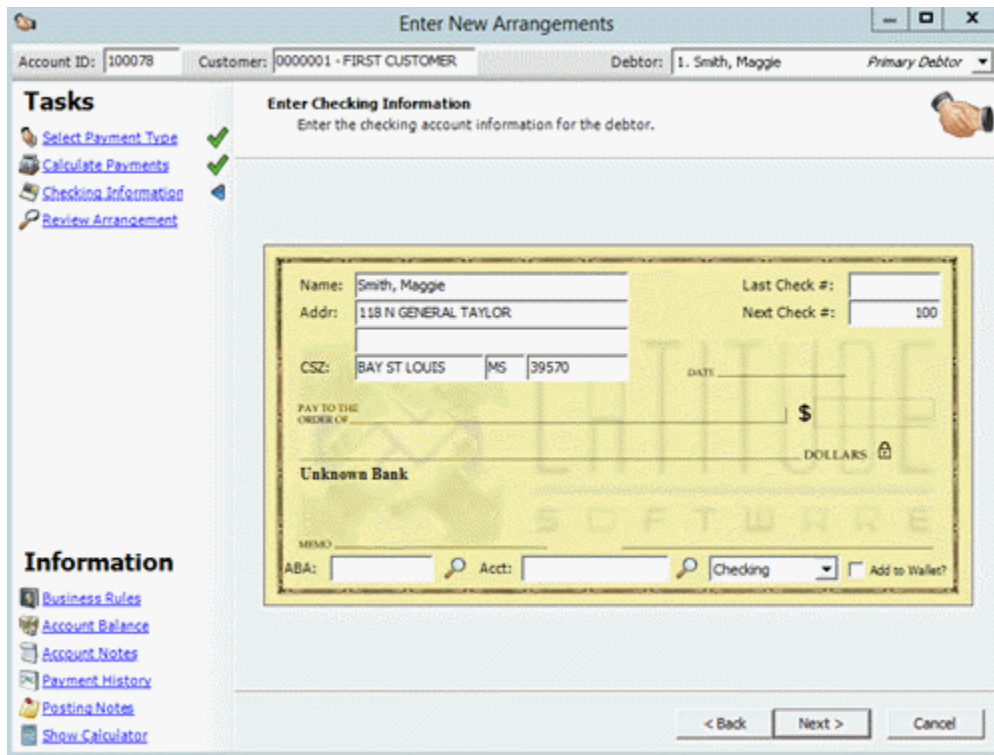 Enter New Arrangements
Account ID: 100078 Customer: 0000001 - FIRST CUSTOMER Debtor: 1. Smith, Maggie Primary Debtor
Tasks
Select Payment Type
Calculate Payments
Checking Information
Review Arrangement
Enter Checking Information
Enter the checking account information for the debtor.
Name: Smith, Maggie Last Check #:
Addr: 118 N GENERAL TAYLOR Next Check #: 100
CSZ: BAY ST LOUIS MS 39570
DATE
PAY TO THE
ORDER OF $
DOLLARS
Unknown Bank
LATITUDE
SOFTWARE
MEMO
ABA: Acct: Checking Add to Wallet?
Information
Business Rules
Account Balance
Account Notes
Payment History
Posting Notes
Show Calculator
< Back Next > Cancel